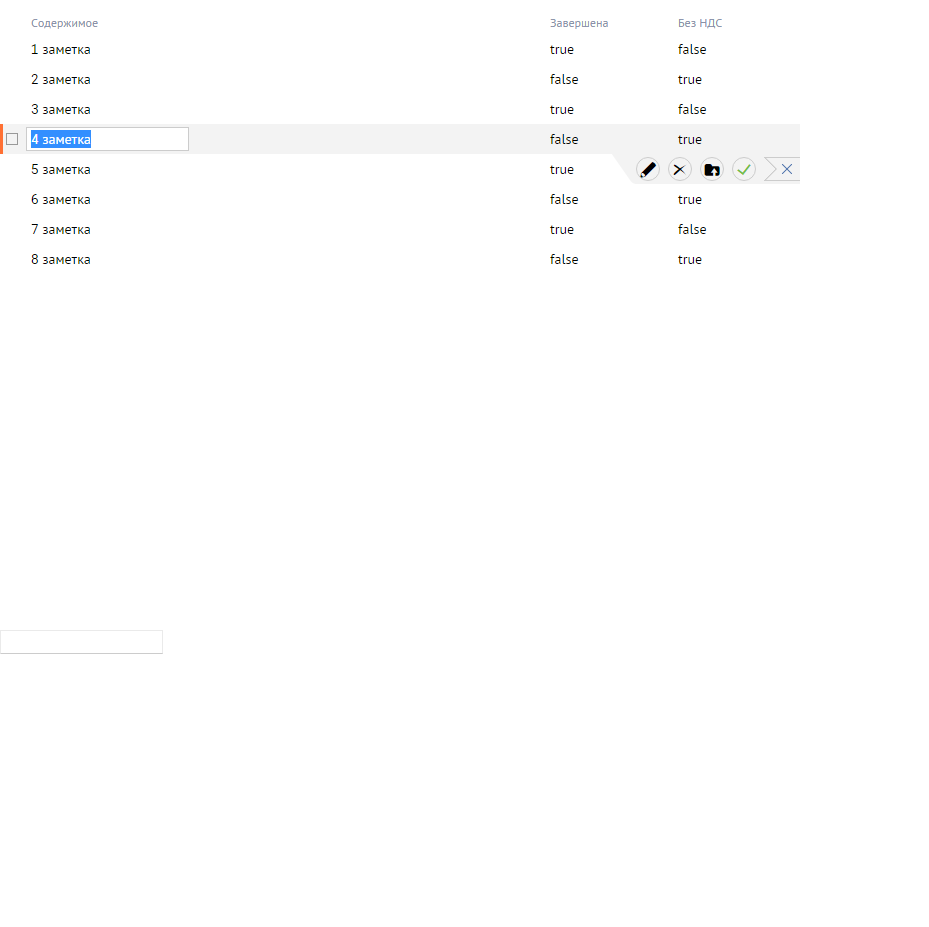 Содержимое Завершена Без НДС
1 заметка true false
2 заметка false true
3 заметка true false
4 заметка false true
5 заметка true
6 заметка false true
7 заметка true false
8 заметка false true